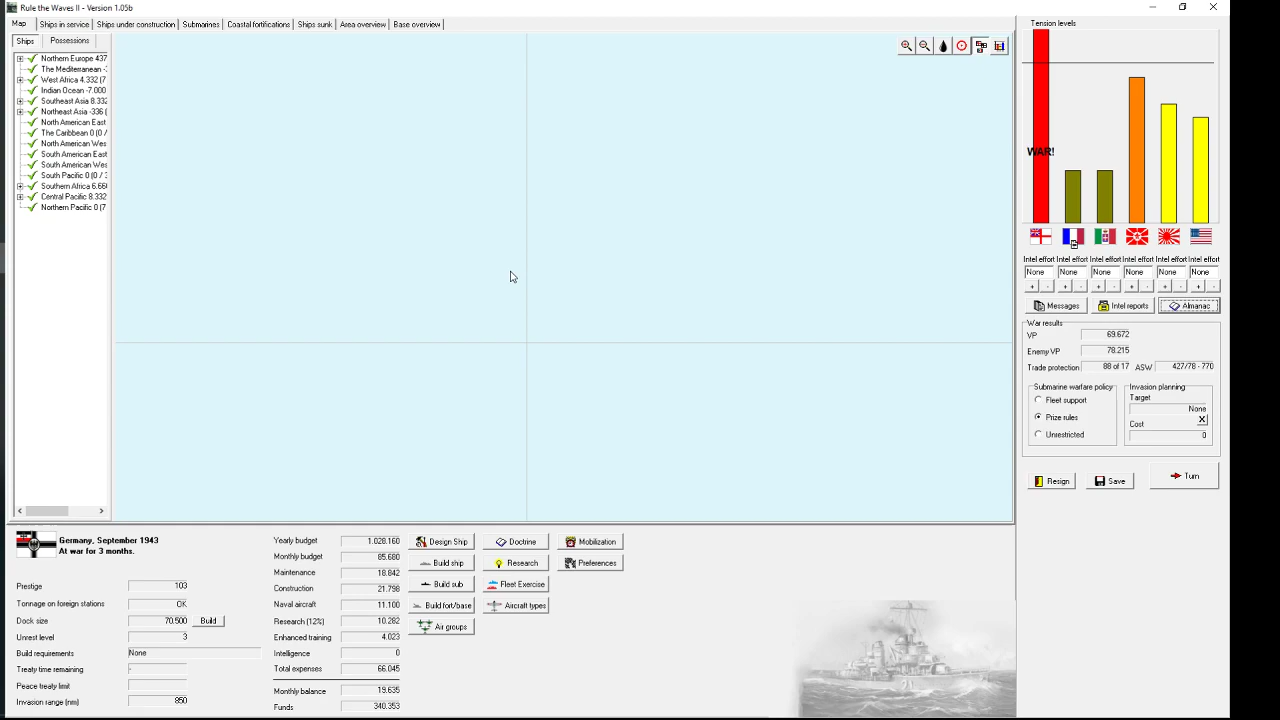 Rule the Waves II - Version 1.05b
Map Ships in service Ships under construction Submarines Coastal fortifications Ships sunk Area overview Base overview
Ships Possessions
Northern Europe 437
The Mediterranean -
West Africa 4.332 (7
Indian Ocean -7.000
Southeast Asia 8.332
Northeast Asia -336 (
North American East
The Caribbean 0 (0 /
North American Wes
South American East
South American Wes
South Pacific 0 (0 / 3
Southern Africa 6.666
Central Pacific 8.332
Northern Pacific 0 (7
Tension levels
WAR!
Intel effort Intel effort Intel effort Intel effort Intel effort Intel effort
None None None None None None
+ - + - + - + - + - + -
Messages Intel reports Almanac
War results
VP 69.672
Enemy VP 78.215
Trade protection 88 of 17 ASW 427/78 - 770
Submarine warfare policy
Fleet support
Prize rules
Unrestricted
Invasion planning
Target
None
Cost X
0
Resign Save Turn
Germany, September 1943
At war for 3 months.
Prestige 103
Tonnage on foreign stations OK
Dock size 70.500 Build
Unrest level 3
Build requirements None
Treaty time remaining -
Peace treaty limit
Invasion range (nm) 850
Yearly budget 1.028.160
Monthly budget 85.680
Maintenance 18.842
Construction 21.798
Naval aircraft 11.100
Research (12%) 10.282
Enhanced training 4.023
Intelligence 0
Total expenses 66.045
Monthly balance 19.635
Funds 340.353
Design Ship Doctrine Mobilization
Build ship Research Preferences
Build sub Fleet Exercise
Build fort/base Aircraft types
Air groups